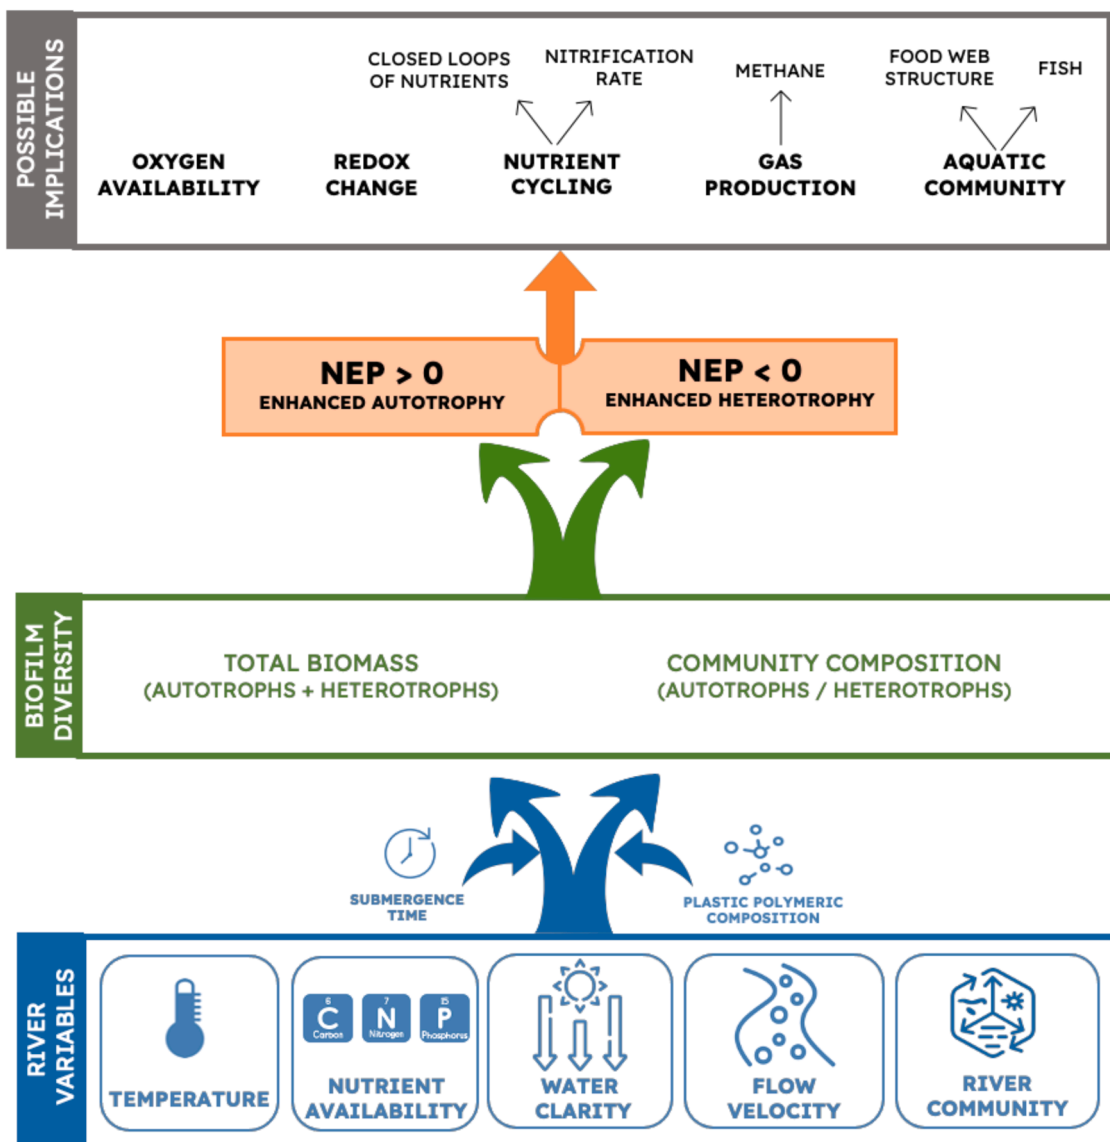 POSSIBLE
IMPLICATIONS
CLOSED LOOPS
OF NUTRIENTS
NITRIFICATION
RATE
METHANE
FOOD WEB
STRUCTURE
FISH
OXYGEN
AVAILABILITY
REDOX
CHANGE
NUTRIENT
CYCLING
GAS
PRODUCTION
AQUATIC
COMMUNITY
NEP > 0
ENHANCED AUTOTROPHY
NEP < 0
ENHANCED HETEROTROPHY
BIOFILM
DIVERSITY
TOTAL BIOMASS
(AUTOTROPHS + HETEROTROPHS)
COMMUNITY COMPOSITION
(AUTOTROPHS / HETEROTROPHS)
SUBMERGENCE
TIME
PLASTIC POLYMERIC
COMPOSITION
RIVER
VARIABLES
TEMPERATURE
6
C
Carbon
7
N
Nitrogen
15
P
Phosphorus
NUTRIENT
AVAILABILITY
WATER
CLARITY
FLOW
VELOCITY
RIVER
COMMUNITY